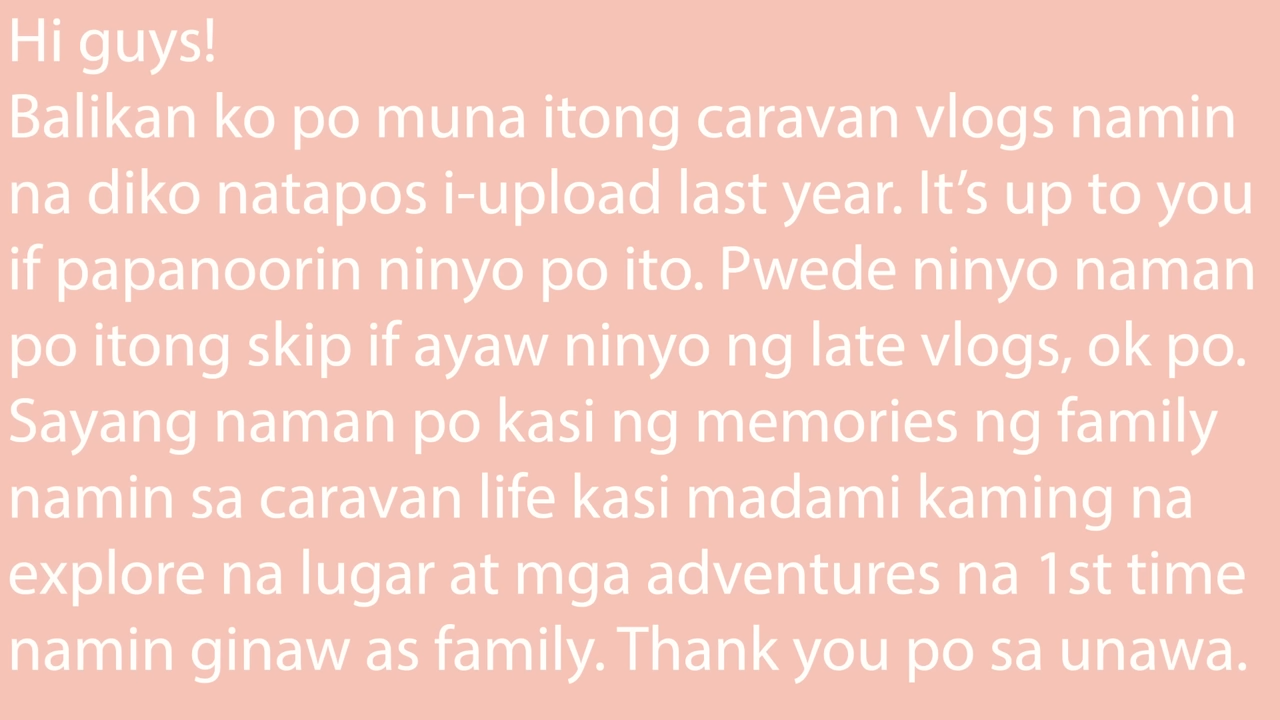 Hi guys!
Balikan ko po muna itong caravan vlogs namin
na diko natapos i-upload last year. It’s up to you
if papanoorin ninyo po ito. Pwede ninyo naman
po itong skip if ayaw ninyo ng late vlogs, ok po.
Sayang naman po kasi ng memories ng family
namin sa caravan life kasi madami kaming na
explore na lugar at mga adventures na 1st time
namin ginaw as family. Thank you po sa unawa.